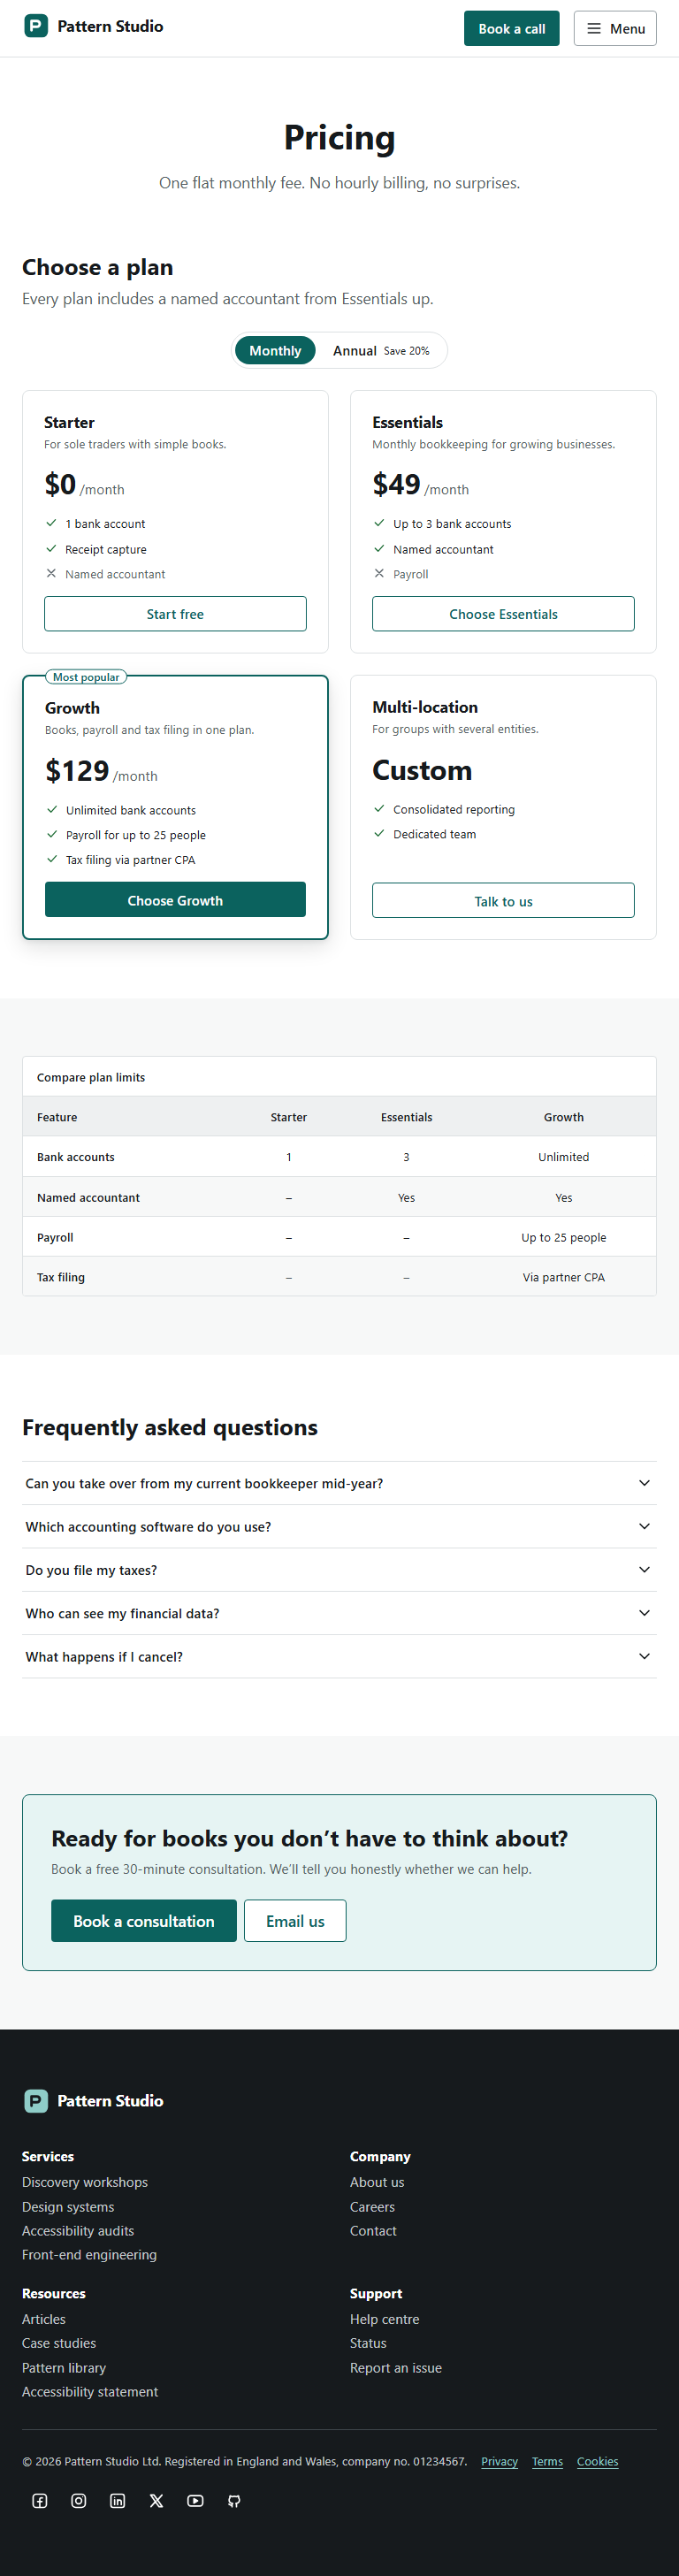 Pattern Studio
Book a call
Menu
Pricing
One flat monthly fee. No hourly billing, no surprises.
Choose a plan
Every plan includes a named accountant from Essentials up.
Monthly
Annual Save 20%
Starter
For sole traders with simple books.
$0 /month
1 bank account
Receipt capture
Named accountant
Start free
Essentials
Monthly bookkeeping for growing businesses.
$49 /month
Up to 3 bank accounts
Named accountant
Payroll
Choose Essentials
Most popular
Growth
Books, payroll and tax filing in one plan.
$129 /month
Unlimited bank accounts
Payroll for up to 25 people
Tax filing via partner CPA
Choose Growth
Multi-location
For groups with several entities.
Custom
Consolidated reporting
Dedicated team
Talk to us
Compare plan limits
Feature Starter Essentials Growth
Bank accounts 1 3 Unlimited
Named accountant – Yes Yes
Payroll – – Up to 25 people
Tax filing – – Via partner CPA
Frequently asked questions
Can you take over from my current bookkeeper mid-year?
Which accounting software do you use?
Do you file my taxes?
Who can see my financial data?
What happens if I cancel?
Ready for books you don’t have to think about?
Book a free 30-minute consultation. We’ll tell you honestly whether we can help.
Book a consultation
Email us
Pattern Studio
Services
Discovery workshops
Design systems
Accessibility audits
Front-end engineering
Company
About us
Careers
Contact
Resources
Articles
Case studies
Pattern library
Accessibility statement
Support
Help centre
Status
Report an issue
© 2026 Pattern Studio Ltd. Registered in England and Wales, company no. 01234567. Privacy Terms Cookies